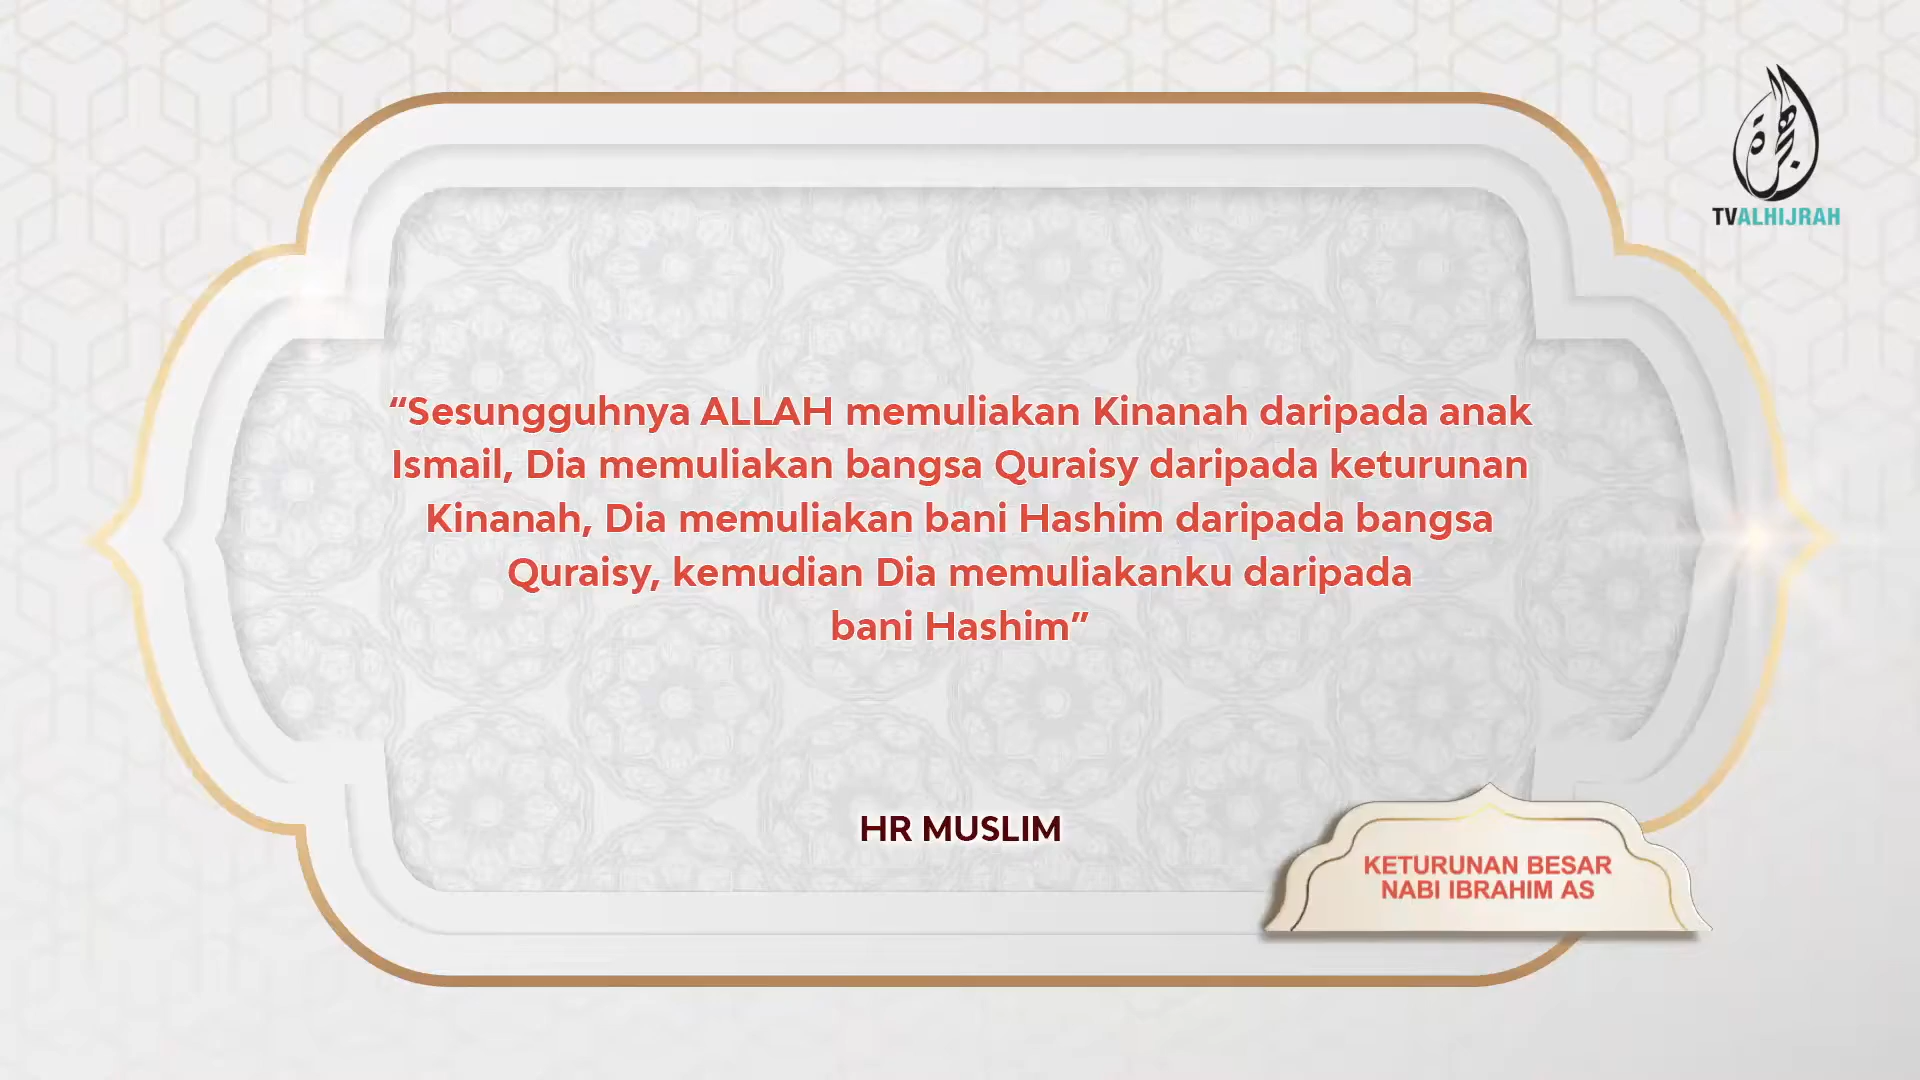 هجرة
TVALHIJRAH
“Sesungguhnya ALLAH memuliakan Kinanah daripada anak
Ismail, Dia memuliakan bangsa Quraisy daripada keturunan
Kinanah, Dia memuliakan bani Hashim daripada bangsa
Quraisy, kemudian Dia memuliakanku daripada
bani Hashim”
HR MUSLIM
KETURUNAN BESAR
NABI IBRAHIM AS